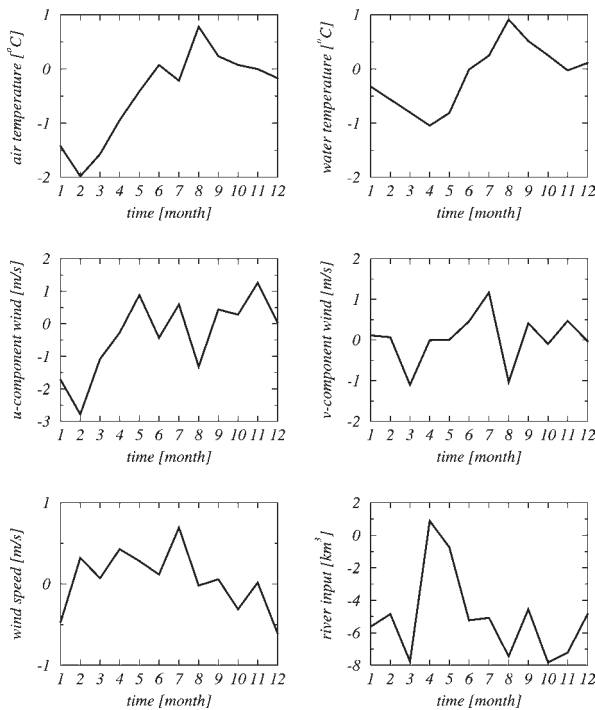 air temperature [°C]
1
0
-1
-2
1 2 3 4 5 6 7 8 9 10 11 12
time [month]
water temperature [°C]
1
0
-1
-2
1 2 3 4 5 6 7 8 9 10 11 12
time [month]
u-component wind [m/s]
2
1
0
-1
-2
-3
1 2 3 4 5 6 7 8 9 10 11 12
time [month]
v-component wind [m/s]
2
1
0
-1
-2
1 2 3 4 5 6 7 8 9 10 11 12
time [month]
wind speed [m/s]
1
0
-1
1 2 3 4 5 6 7 8 9 10 11 12
time [month]
river input [km³]
2
0
-2
-4
-6
-8
1 2 3 4 5 6 7 8 9 10 11 12
time [month]